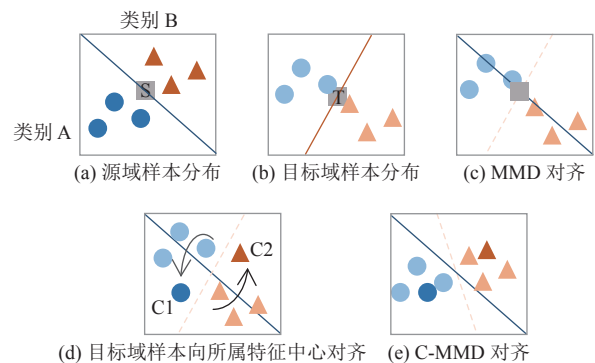 类别 B
S
类别 A
T
(a) 源域样本分布
(b) 目标域样本分布
(c) MMD 对齐
C2
C1
(d) 目标域样本向所属特征中心对齐
(e) C-MMD 对齐